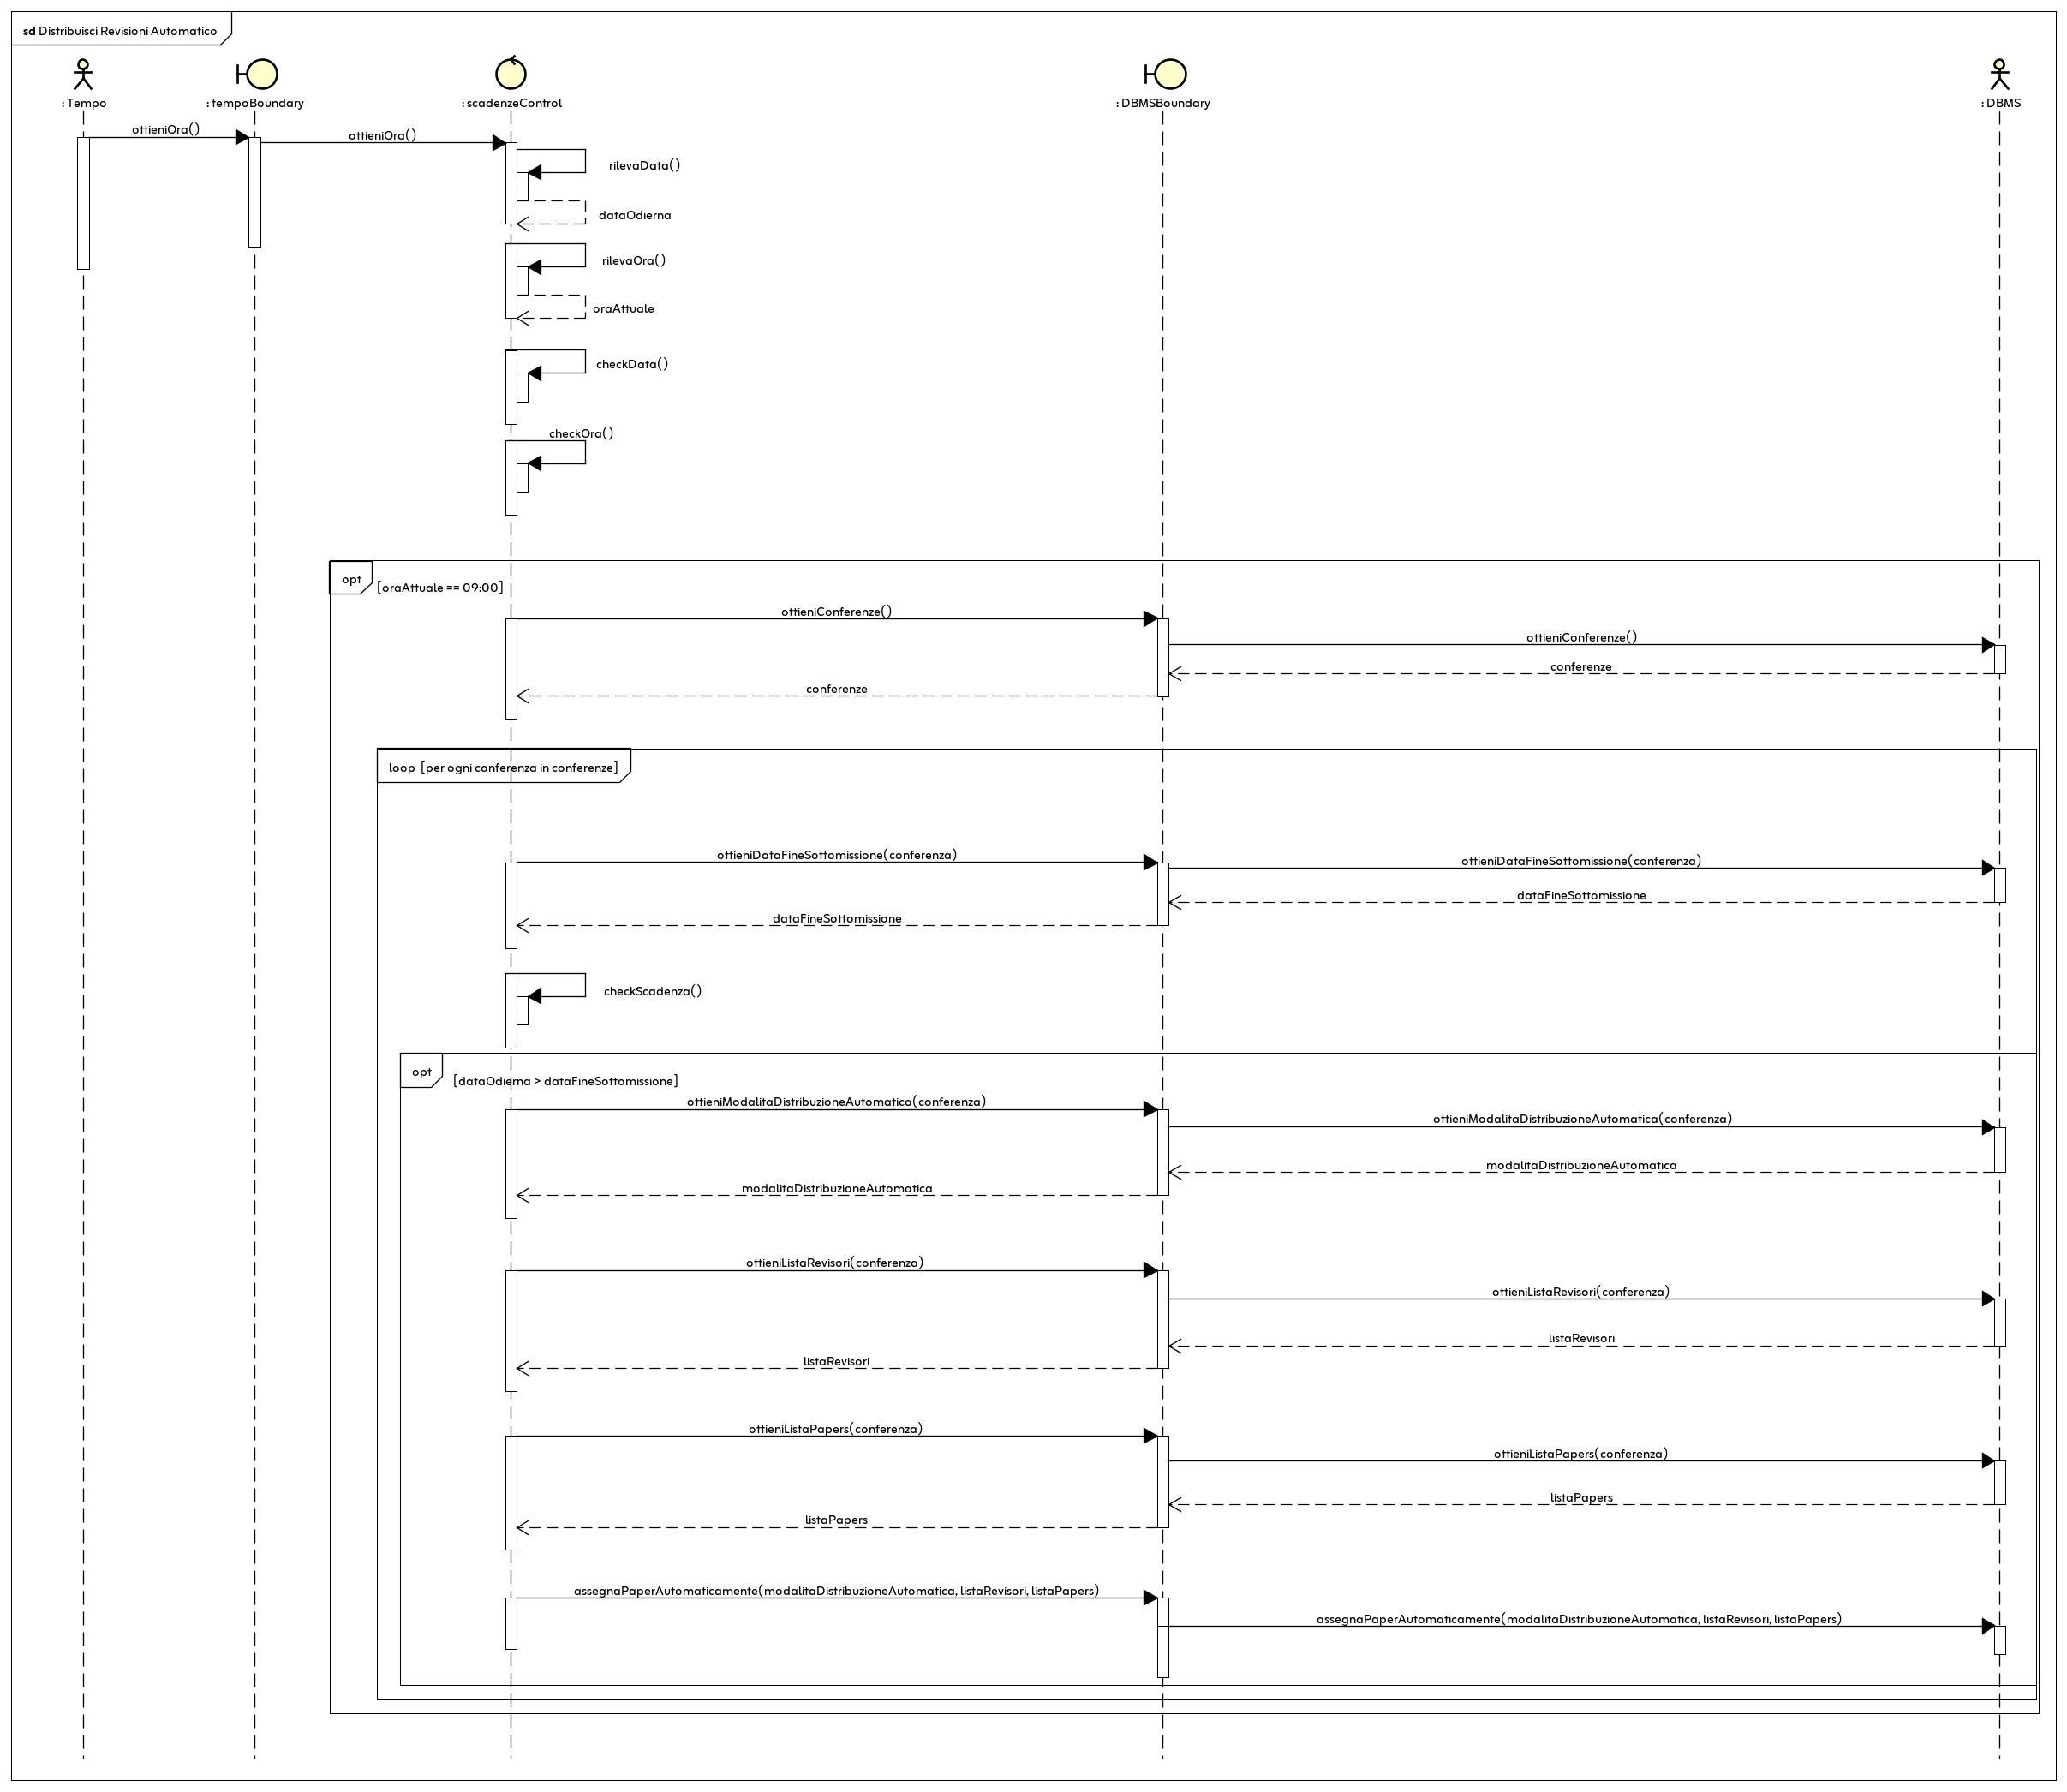 sd Distribuisci Revisioni Automatico
: Tempo
: tempoBoundary
: scadenzeControl
: DBMSBoundary
: DBMS
ottieniOra()
ottieniOra()
rilevaData()
dataOdierna
rilevaOra()
oraAttuale
checkData()
checkOra()
opt
[oraAttuale == 09:00]
ottieniConferenze()
ottieniConferenze()
conferenze
conferenze
loop [per ogni conferenza in conferenze]
ottieniDataFineSottomissione(conferenza)
ottieniDataFineSottomissione(conferenza)
dataFineSottomissione
dataFineSottomissione
checkScadenza()
opt
[dataOdierna > dataFineSottomissione]
ottieniModalitaDistribuzioneAutomatica(conferenza)
ottieniModalitaDistribuzioneAutomatica(conferenza)
modalitaDistribuzioneAutomatica
modalitaDistribuzioneAutomatica
ottieniListaRevisori(conferenza)
ottieniListaRevisori(conferenza)
listaRevisori
listaRevisori
ottieniListaPapers(conferenza)
ottieniListaPapers(conferenza)
listaPapers
listaPapers
assegnaPaperAutomaticamente(modalitaDistribuzioneAutomatica, listaRevisori, listaPapers)
assegnaPaperAutomaticamente(modalitaDistribuzioneAutomatica, listaRevisori, listaPapers)